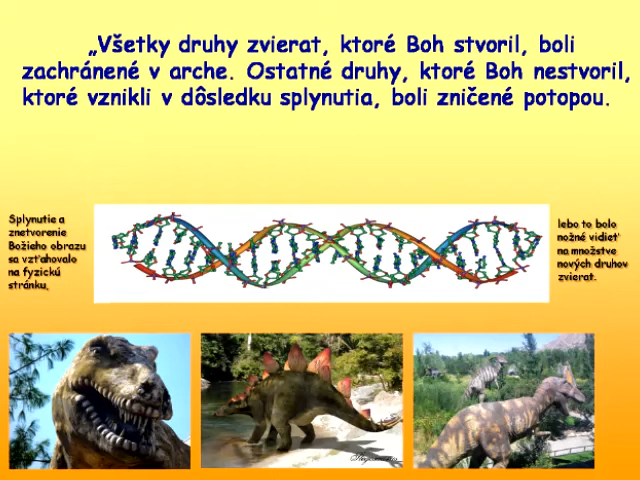 „Všetky druhy zvierat, ktoré Boh stvoril, boli
zachránené v arche. Ostatné druhy, ktoré Boh nestvoril,
ktoré vznikli v dôsledku splynutia, boli zničené potopou.
Splynutie a
znetvorenie
Božieho obrazu
sa vzťahovalo
na fyzickú
stránku,
lebo to bolo
nožné vidieť
na množstve
nových druhov
zvierat.